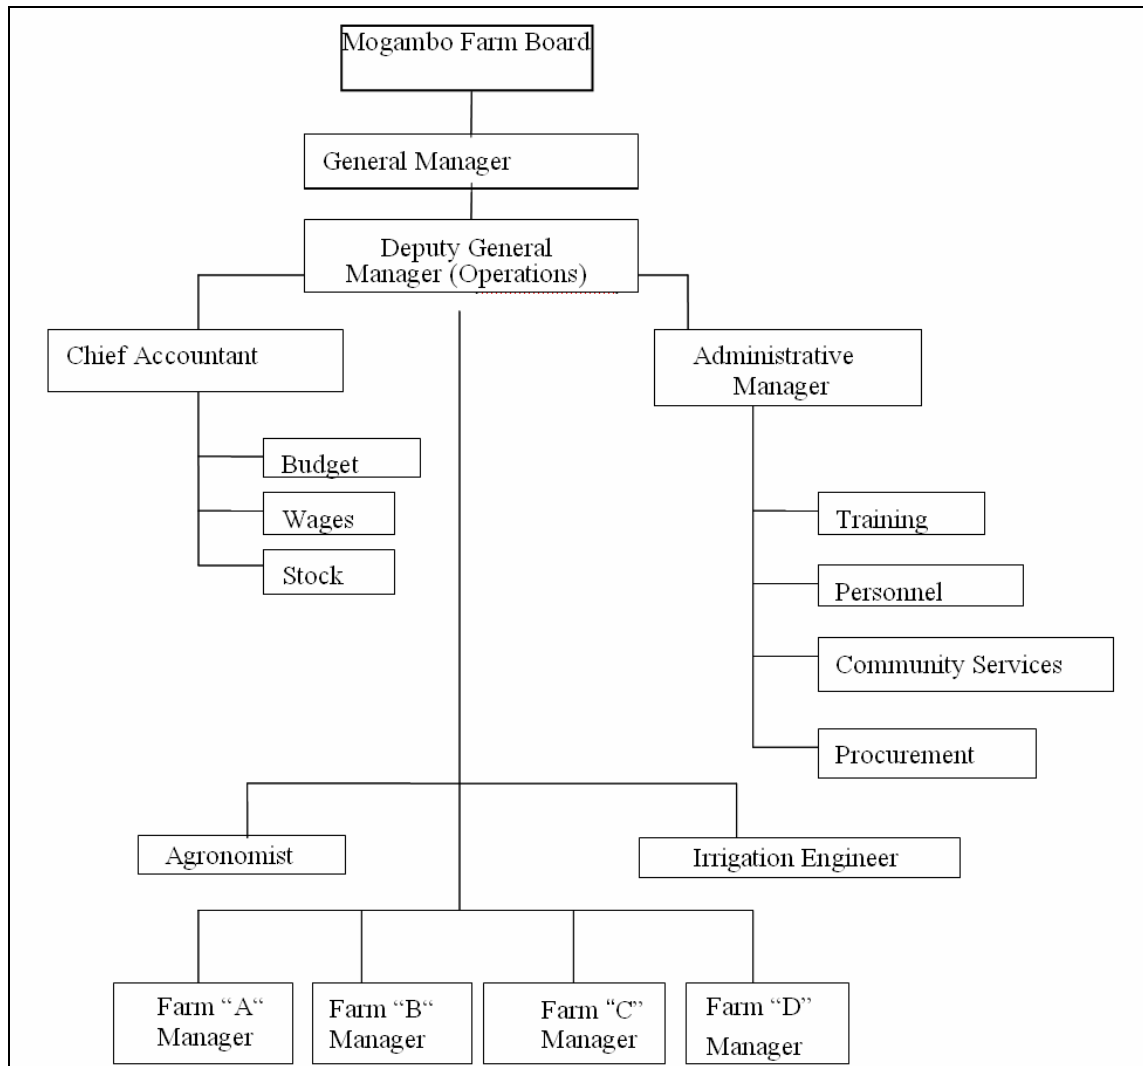 Mogambo Farm Board
General Manager
Deputy General
Manager (Operations)
Chief Accountant
Administrative
Manager
Budget
Wages
Stock
Training
Personnel
Community Services
Procurement
Agronomist
Irrigation Engineer
Farm “A“
Manager
Farm “B“
Manager
Farm “C”
Manager
Farm “D”
Manager